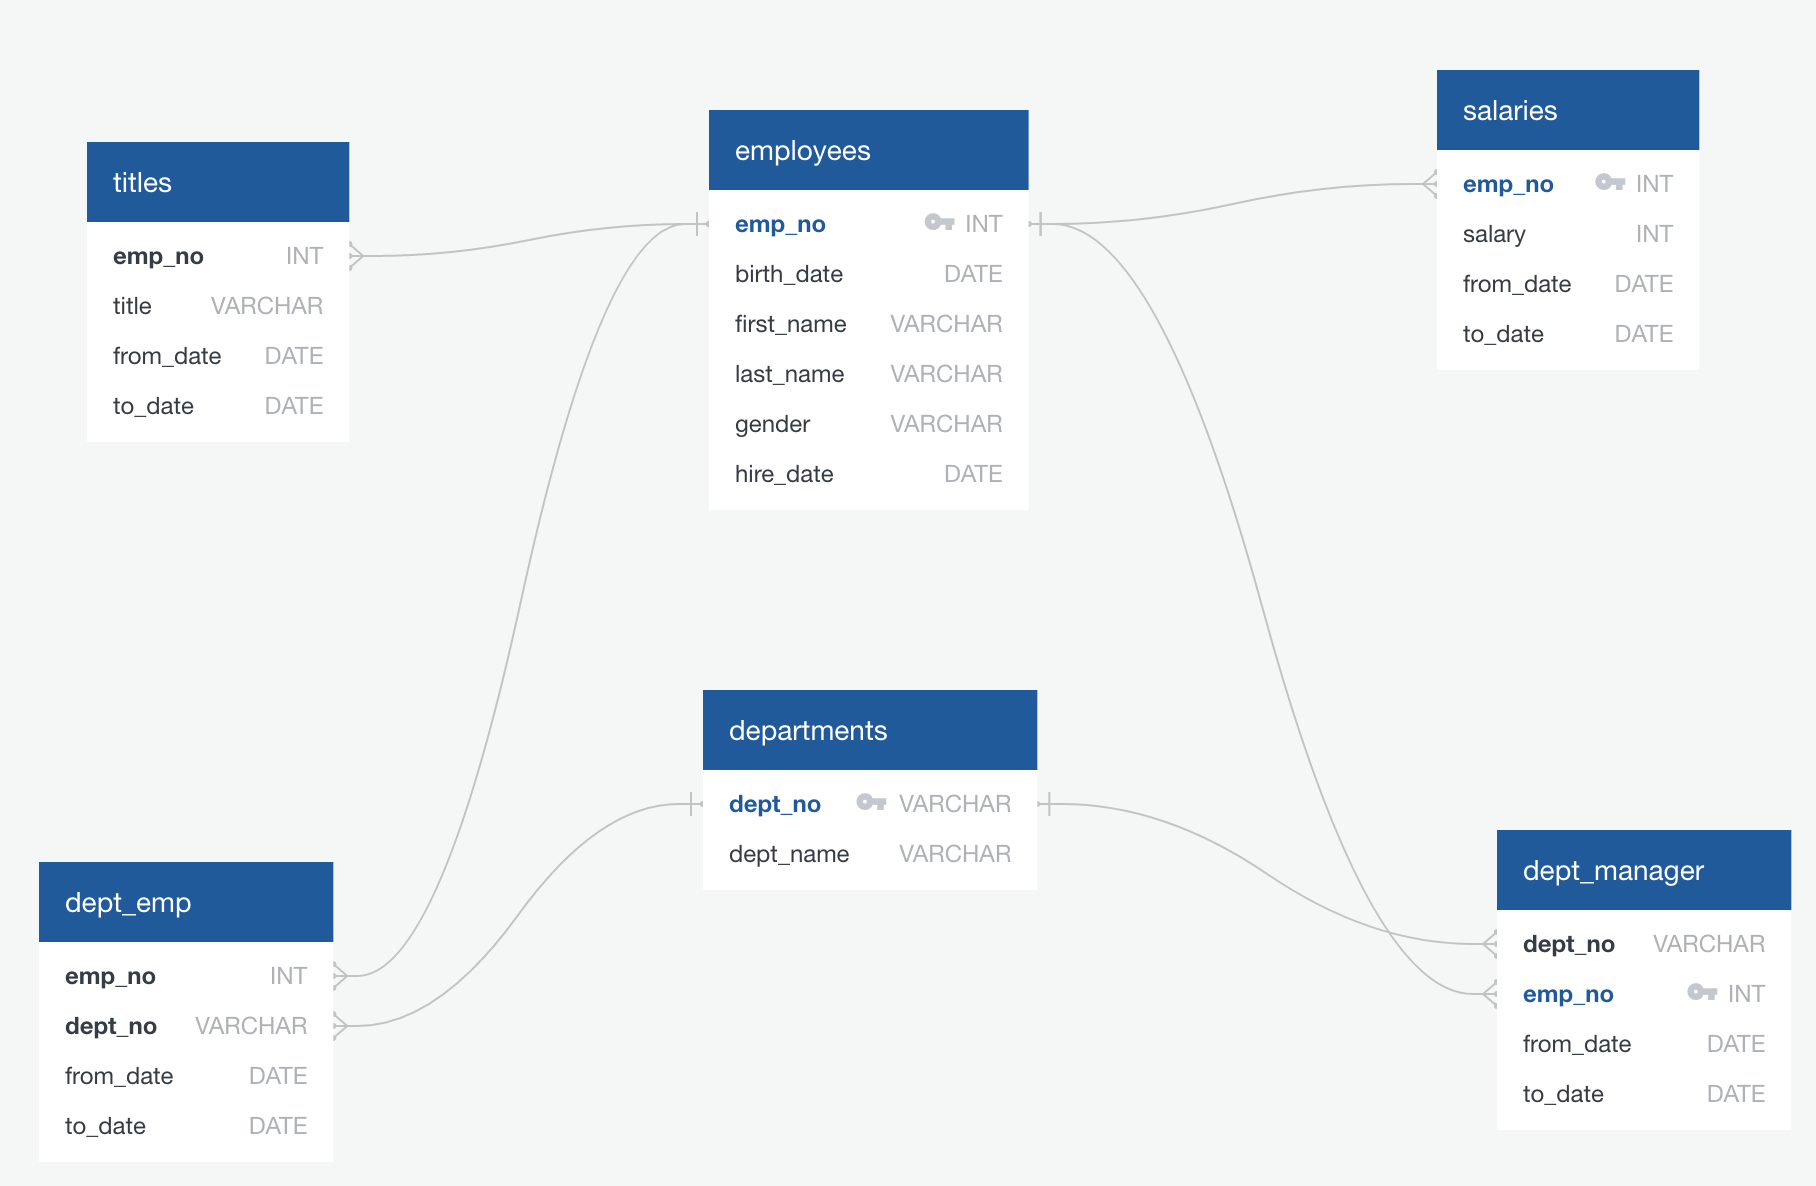 titles
emp_no INT
title VARCHAR
from_date DATE
to_date DATE
employees
emp_no INT
birth_date DATE
first_name VARCHAR
last_name VARCHAR
gender VARCHAR
hire_date DATE
salaries
emp_no INT
salary INT
from_date DATE
to_date DATE
dept_emp
emp_no INT
dept_no VARCHAR
from_date DATE
to_date DATE
departments
dept_no VARCHAR
dept_name VARCHAR
dept_manager
dept_no VARCHAR
emp_no INT
from_date DATE
to_date DATE